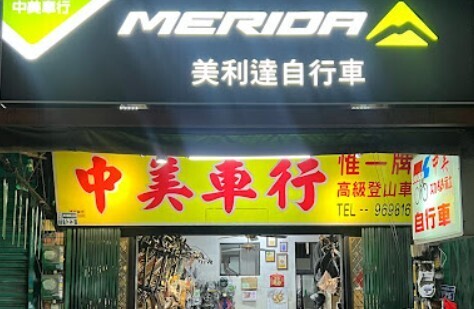 中美車行
MERIDA
美利達自行車
中美車行
惟一牌
高級登山車
TEL -- 969816
自行車